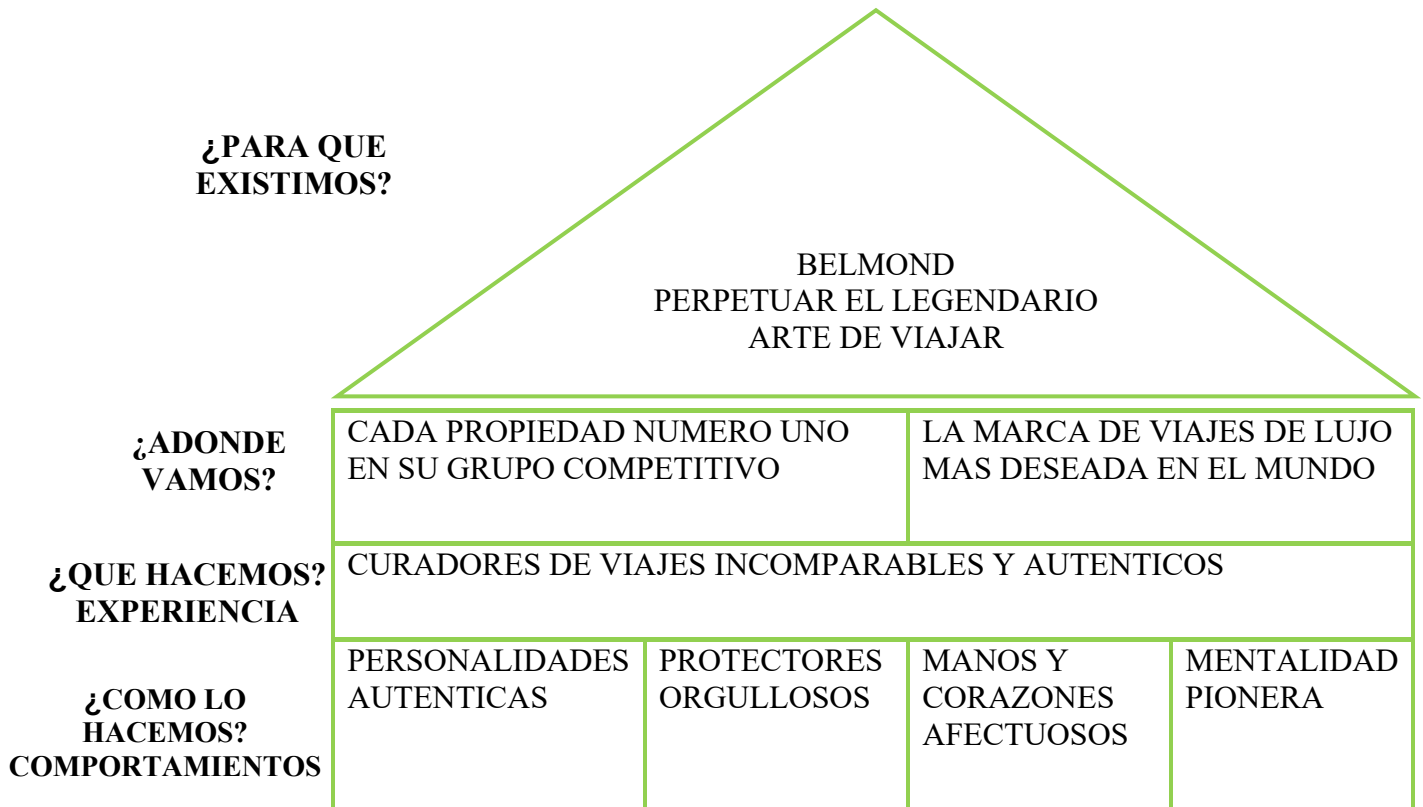 ¿PARA QUE
EXISTIMOS?
BELMOND
PERPETUAR EL LEGENDARIO
ARTE DE VIAJAR
¿ADONDE
VAMOS?
CADA PROPIEDAD NUMERO UNO
EN SU GRUPO COMPETITIVO
LA MARCA DE VIAJES DE LUJO
MAS DESEADA EN EL MUNDO
¿QUE HACEMOS?
EXPERIENCIA
CURADORES DE VIAJES INCOMPARABLES Y AUTENTICOS
¿COMO LO
HACEMOS?
COMPORTAMIENTOS
PERSONALIDADES
AUTENTICAS
PROTECTORES
ORGULLOSOS
MANOS Y
CORAZONES
AFECTUOSOS
MENTALIDAD
PIONERA